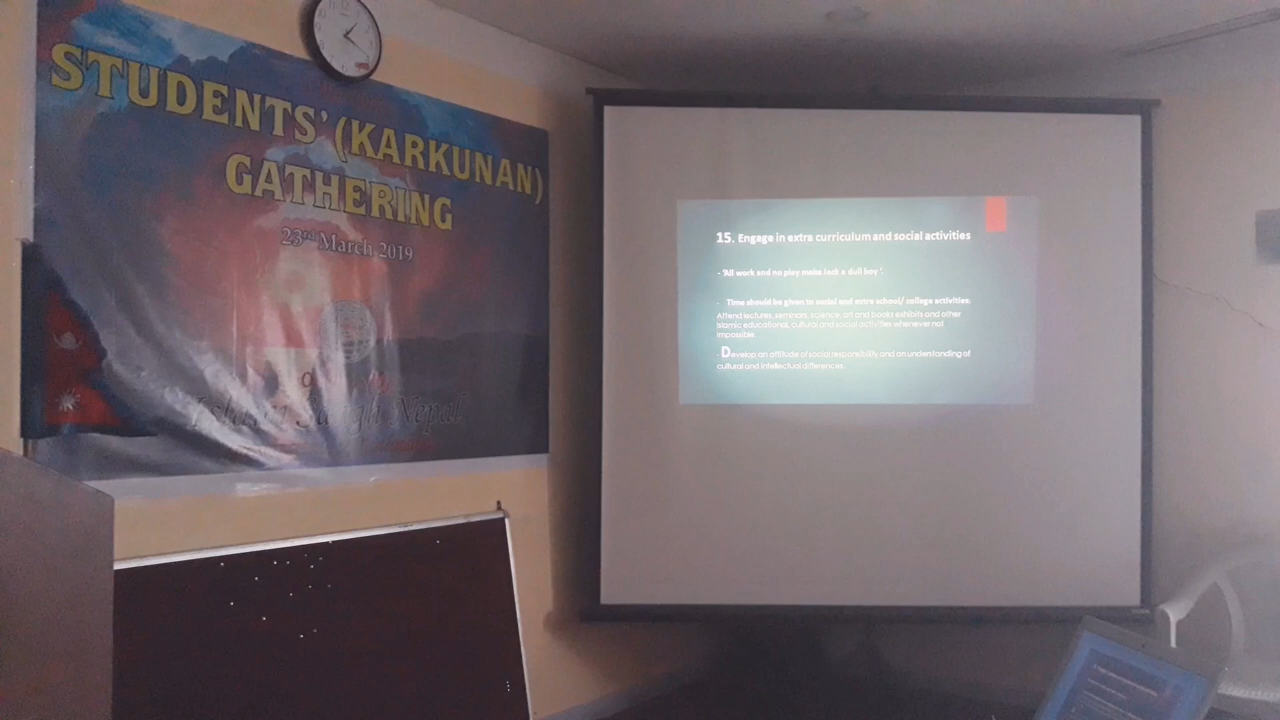 STUDENTS' (KARKUNAN)
GATHERING
23rd March 2019
Islami Sangh Nepal
15. Engage in extra curriculum and social activities
- 'All work and no play make Jack a dull boy '.
- Time should be given to social and extra school/ college activities.
Attend lectures, seminars, science, art and books exhibits and other
Islamic educational, cultural and social activities whenever not
impossible.
- Develop an attitude of social responsibility and an understanding of
cultural and intellectual differences.